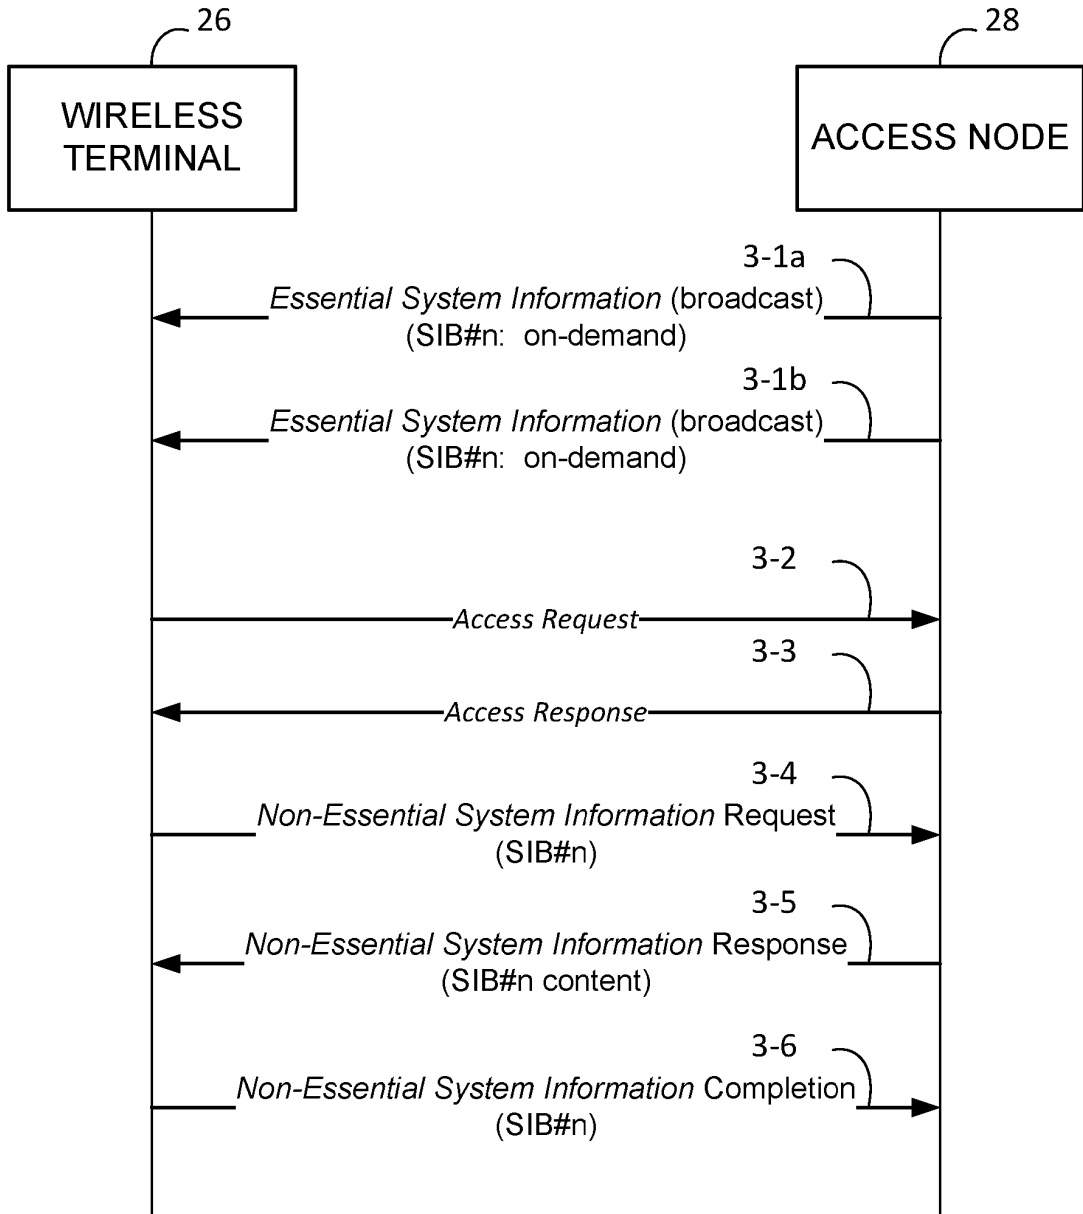 26
28
WIRELESS
TERMINAL
ACCESS NODE
3-1a
Essential System Information (broadcast)
(SIB#n:  on-demand)
3-1b
Essential System Information (broadcast)
(SIB#n:  on-demand)
3-2
Access Request
3-3
Access Response
3-4
Non-Essential System Information Request
(SIB#n)
3-5
Non-Essential System Information Response
(SIB#n content)
3-6
Non-Essential System Information Completion
(SIB#n)